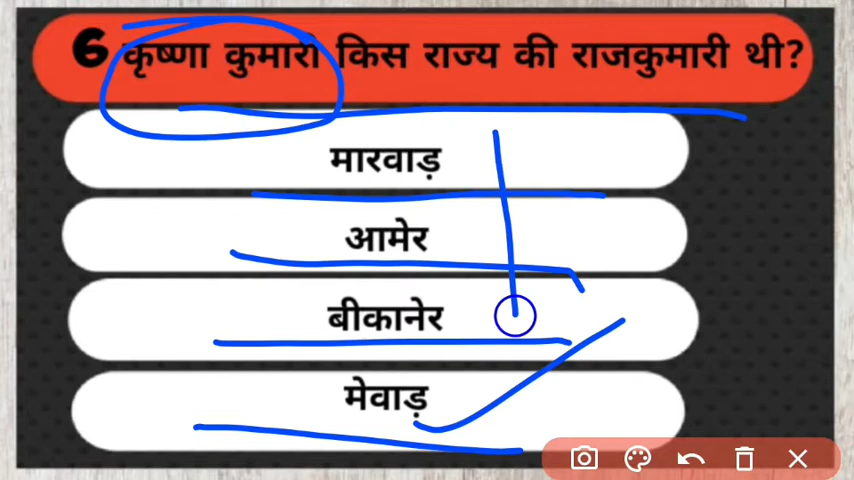 6 कृष्णा कुमारी किस राज्य की राजकुमारी थी?
मारवाड़
आमेर
बीकानेर
मेवाड़